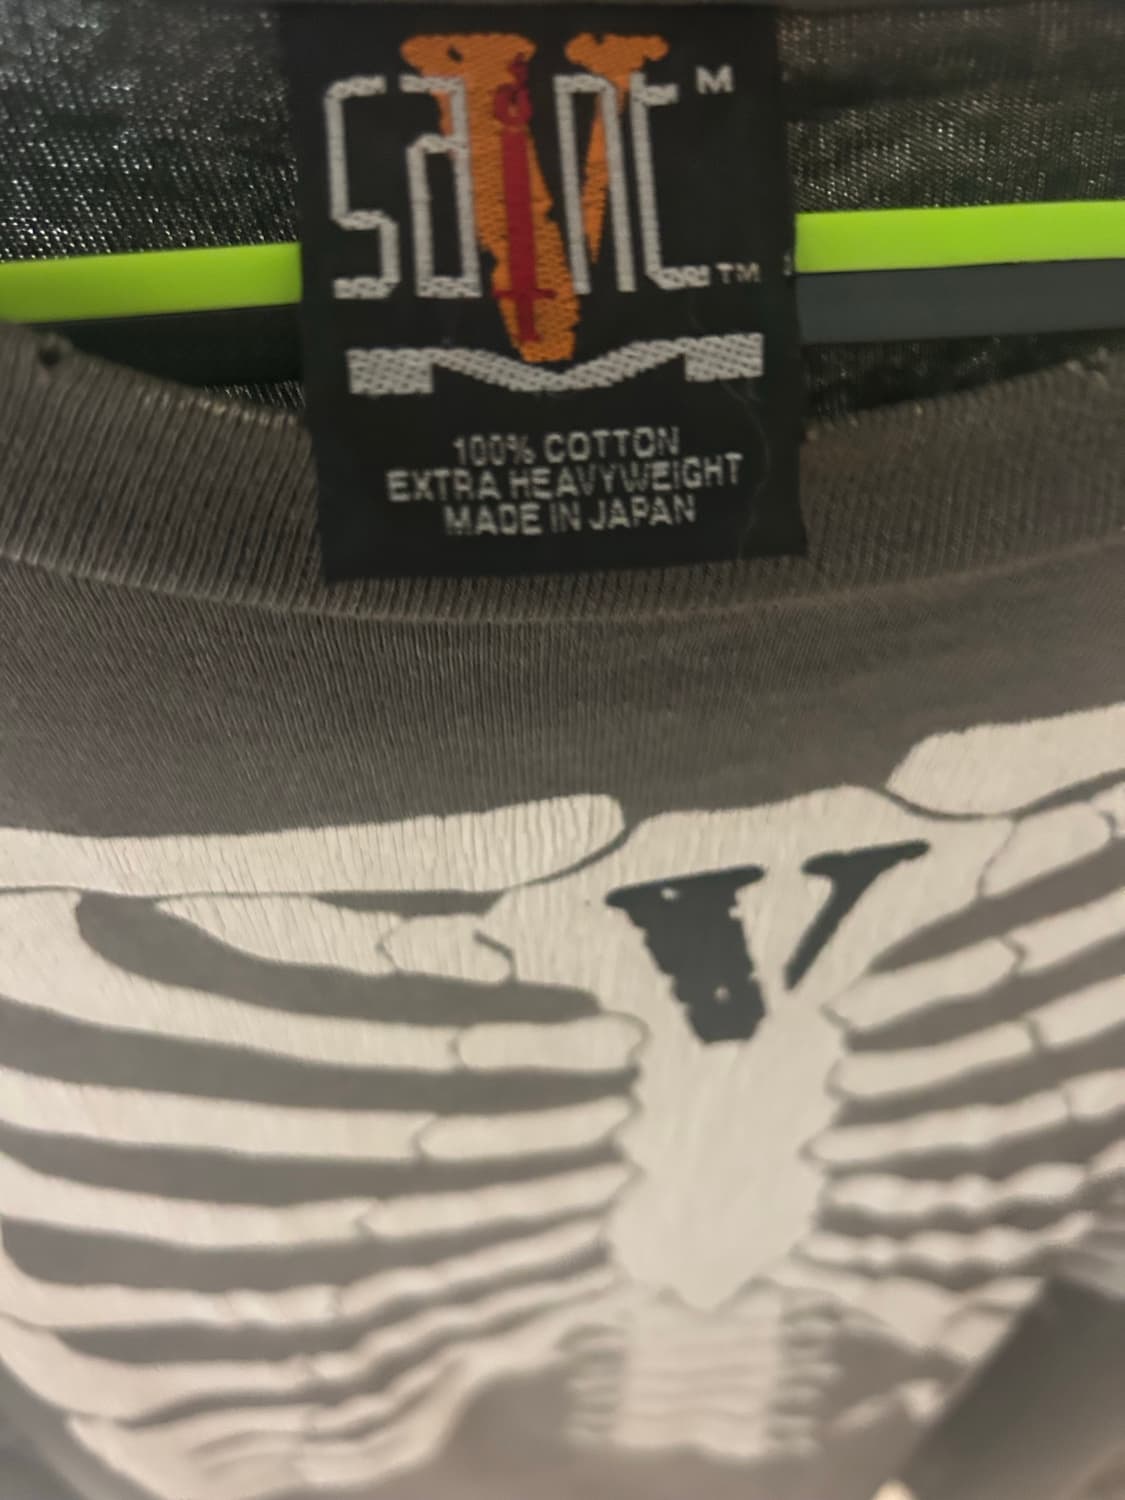 saint M
V
TM
100% COTTON
EXTRA HEAVYWEIGHT
MADE IN JAPAN
V